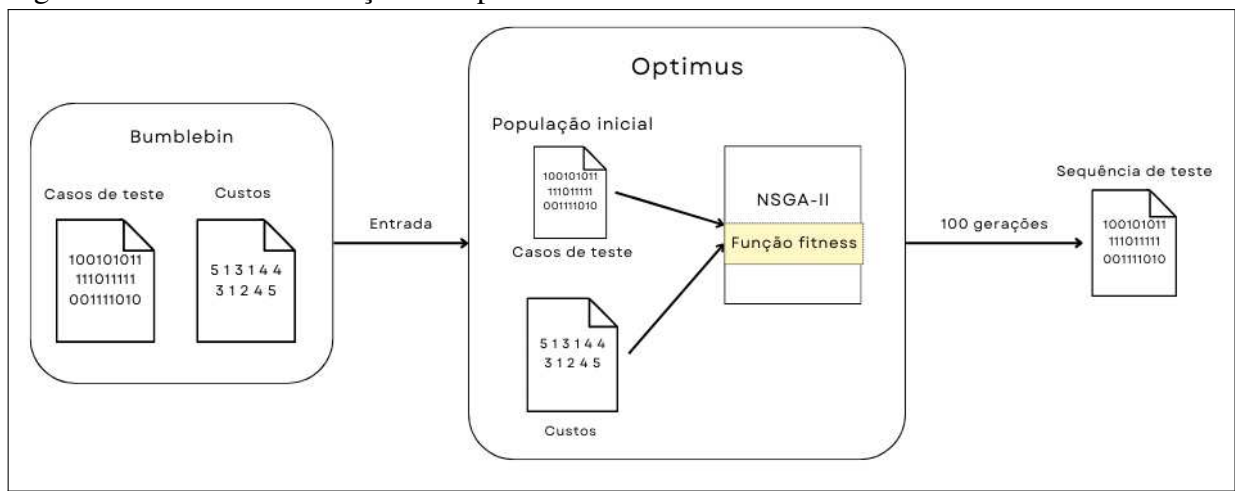 Optimus
Bumblebin
Casos de teste
Custos
100101011
111011111
001111010
5 1 3 1 4 4
3 1 2 4 5
Entrada
População inicial
100101011
111011111
001111010
Casos de teste
5 1 3 1 4 4
3 1 2 4 5
Custos
NSGA-II
Função fitness
100 gerações
Sequência de teste
100101011
111011111
001111010